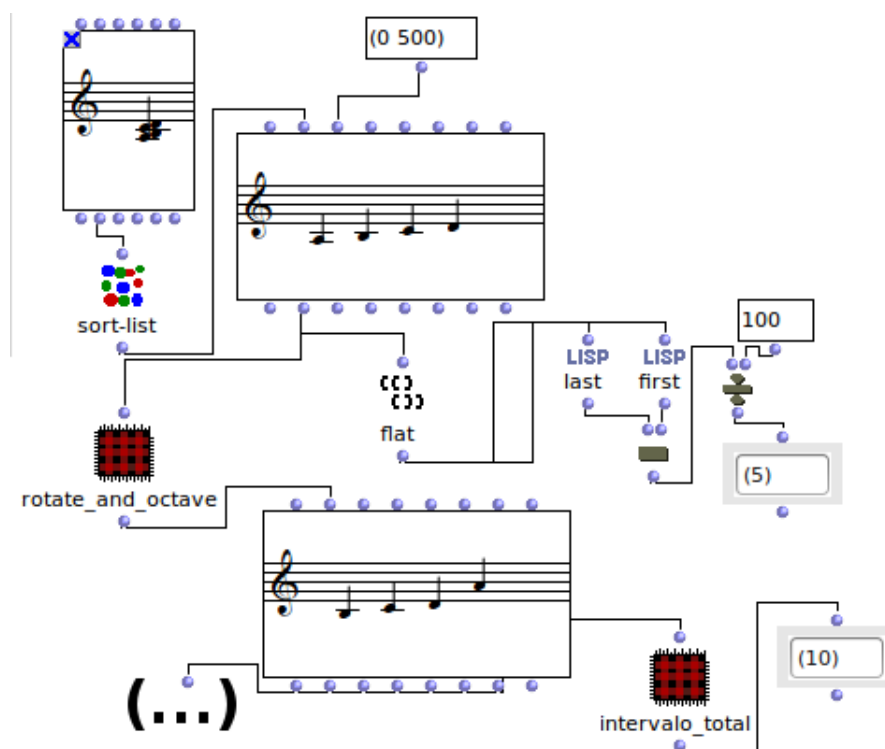 (0 500)
sort-list
100
LISP LISP
last first
flat
(5)
rotate_and_octave
(10)
(...)
intervalo_total